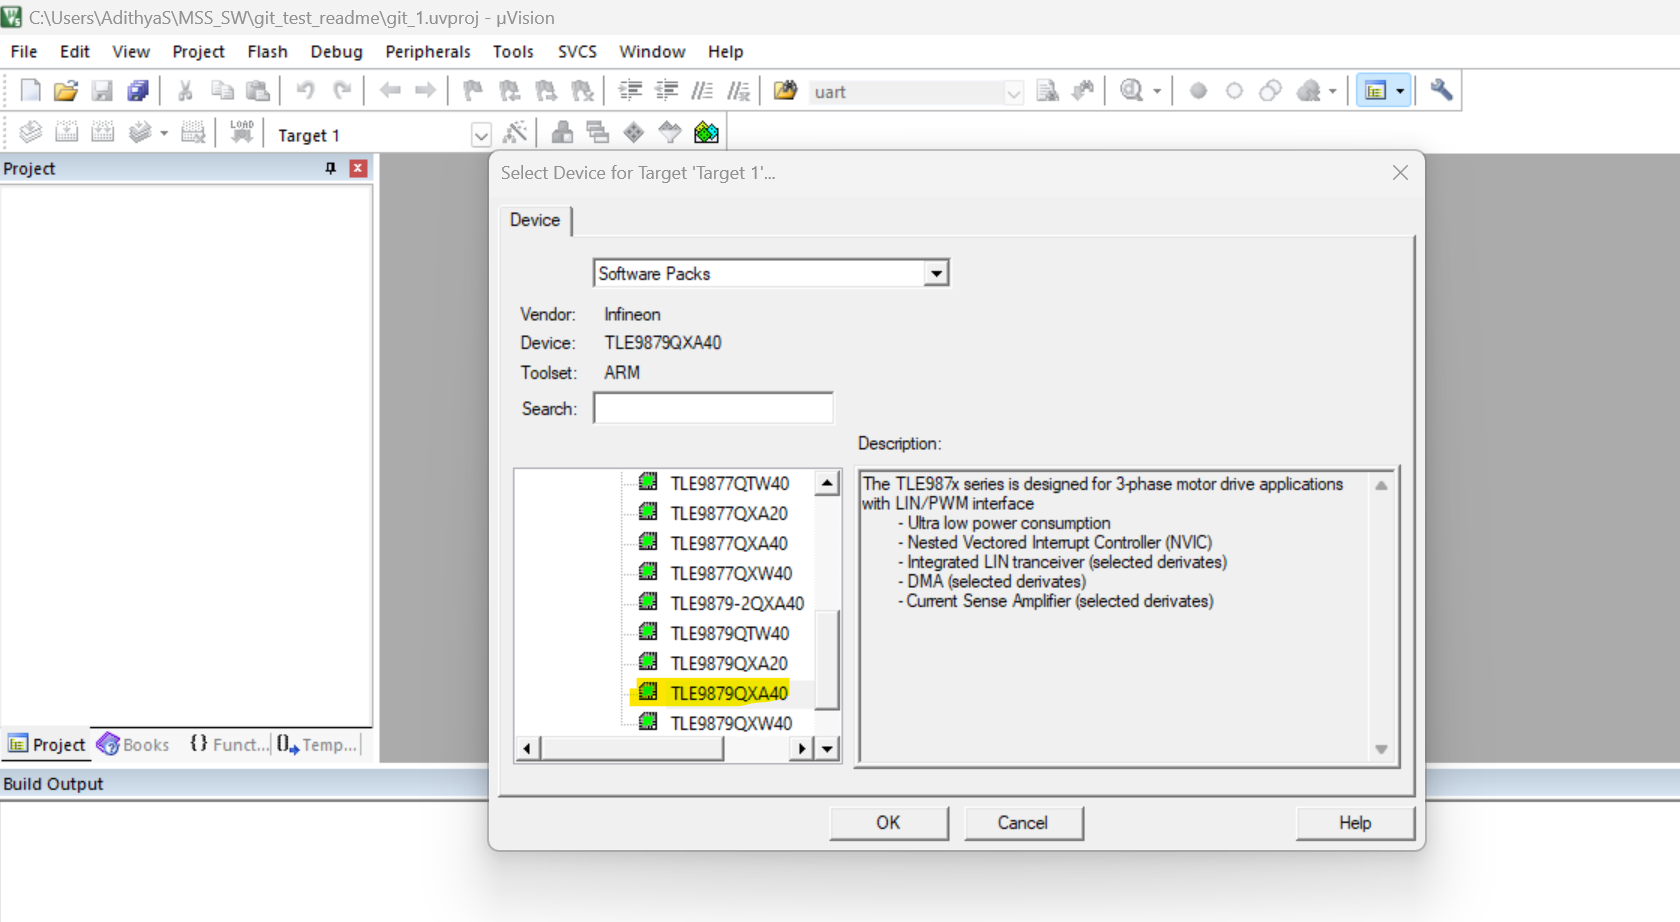 C:\Users\AdithyaS\MSS_SW\git_test_readme\git_1.uvproj - µVision
File Edit View Project Flash Debug Peripherals Tools SVCS Window Help
uart
LOAD
Target 1
Project
Select Device for Target 'Target 1'...
Device
Software Packs
Vendor: Infineon
Device: TLE9879QXA40
Toolset: ARM
Search:
TLE9877QTW40
TLE9877QXA20
TLE9877QXA40
TLE9877QXW40
TLE9879-2QXA40
TLE9879QTW40
TLE9879QXA20
TLE9879QXA40
TLE9879QXW40
Description:
The TLE987x series is designed for 3-phase motor drive applications
with LIN/PWM interface
- Ultra low power consumption
- Nested Vectored Interrupt Controller (NVIC)
- Integrated LIN tranceiver (selected derivates)
- DMA (selected derivates)
- Current Sense Amplifier (selected derivates)
OK Cancel Help
Project Books {} Funct... Temp...
Build Output